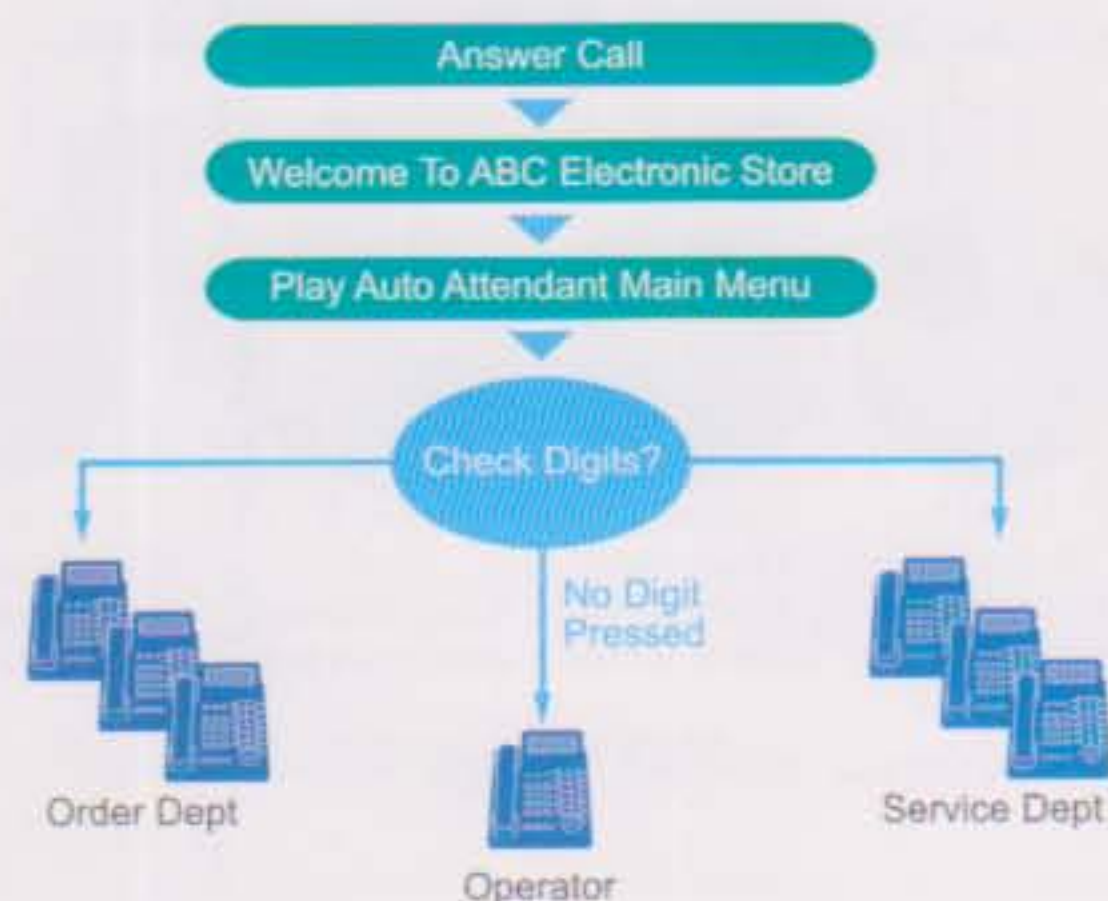 Answer Call
Welcome To ABC Electronic Store
Play Auto Attendant Main Menu
Check Digits?
No Digit
Pressed
Order Dept
Service Dept
Operator